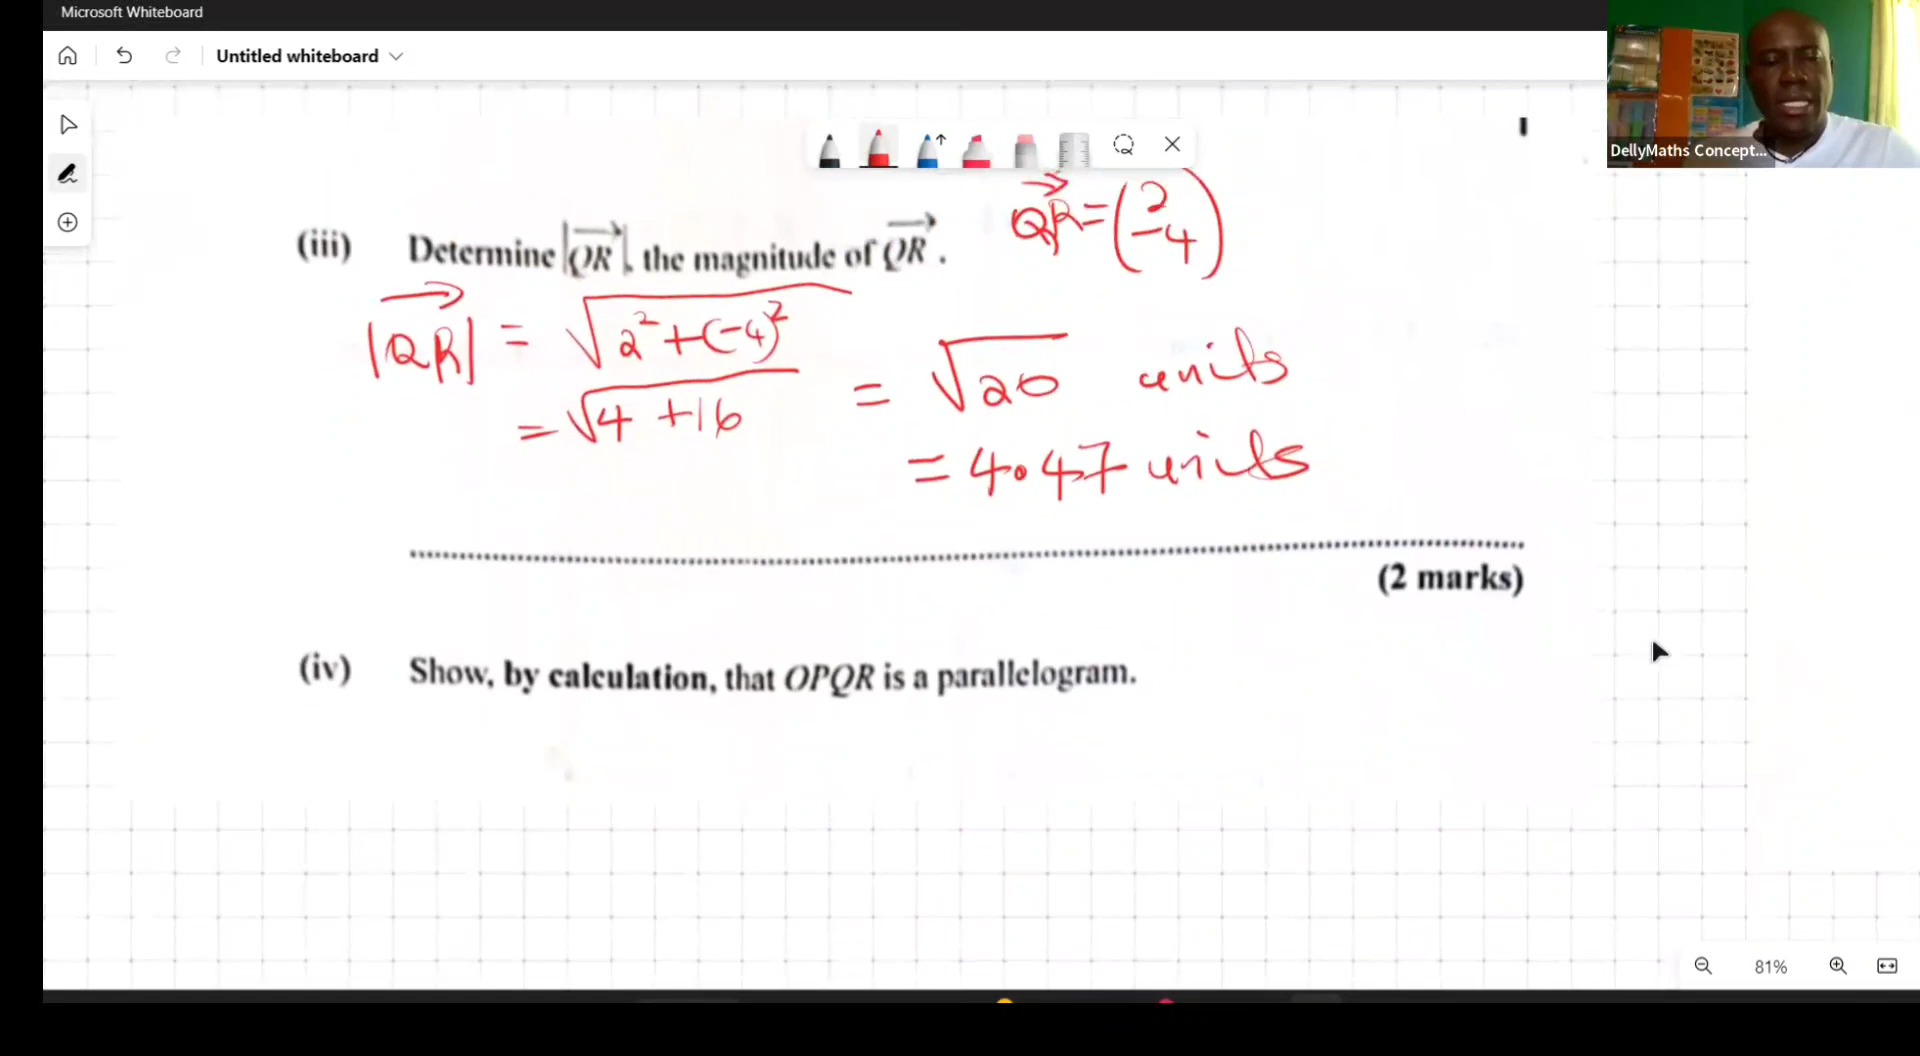 Microsoft Whiteboard
Untitled whiteboard
DellyMaths Concept...
QR = (2 -4)
(iii) Determine |QR|, the magnitude of QR.
|QR| = √2² + (-4)²
= √4 + 16
= √20 units
= 4.47 units
(2 marks)
(iv) Show, by calculation, that OPQR is a parallelogram.
81%